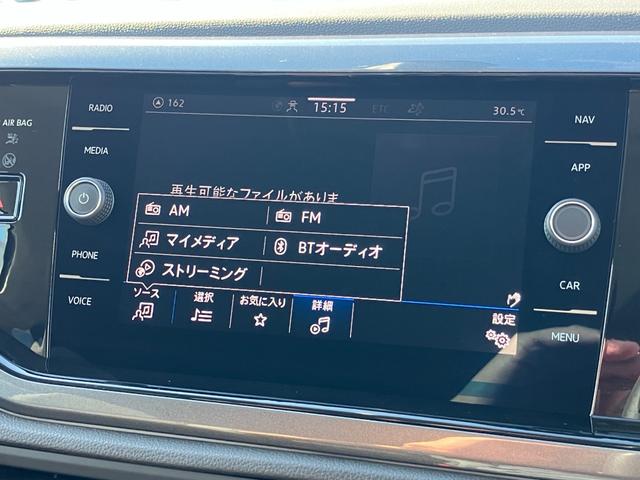 RADIO
AIR BAG
MEDIA
PHONE
VOICE
162
15:15
ETC
30.5℃
再生可能なファイルがありま
AM
FM
マイメディア
BTオーディオ
ストリーミング
ソース
選択
お気に入り
詳細
設定
NAV
APP
CAR
MENU